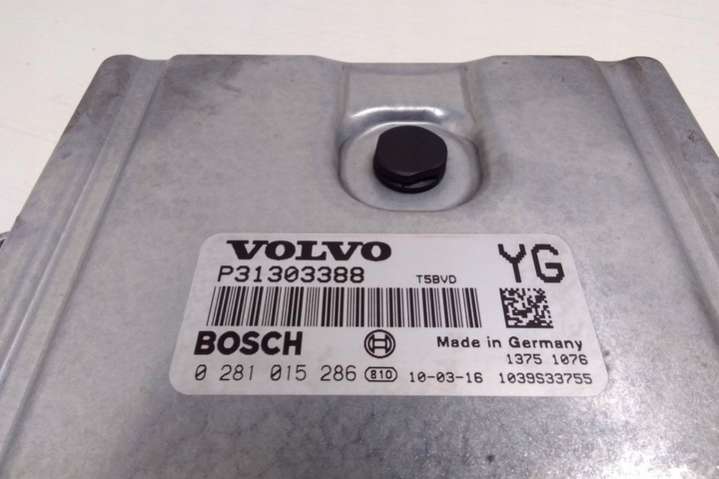 VOLVO
YG
P31303388 T5BVD
BOSCH
Made in Germany
1375 1076
0 281 015 286 810 10-03-16 1039S33755